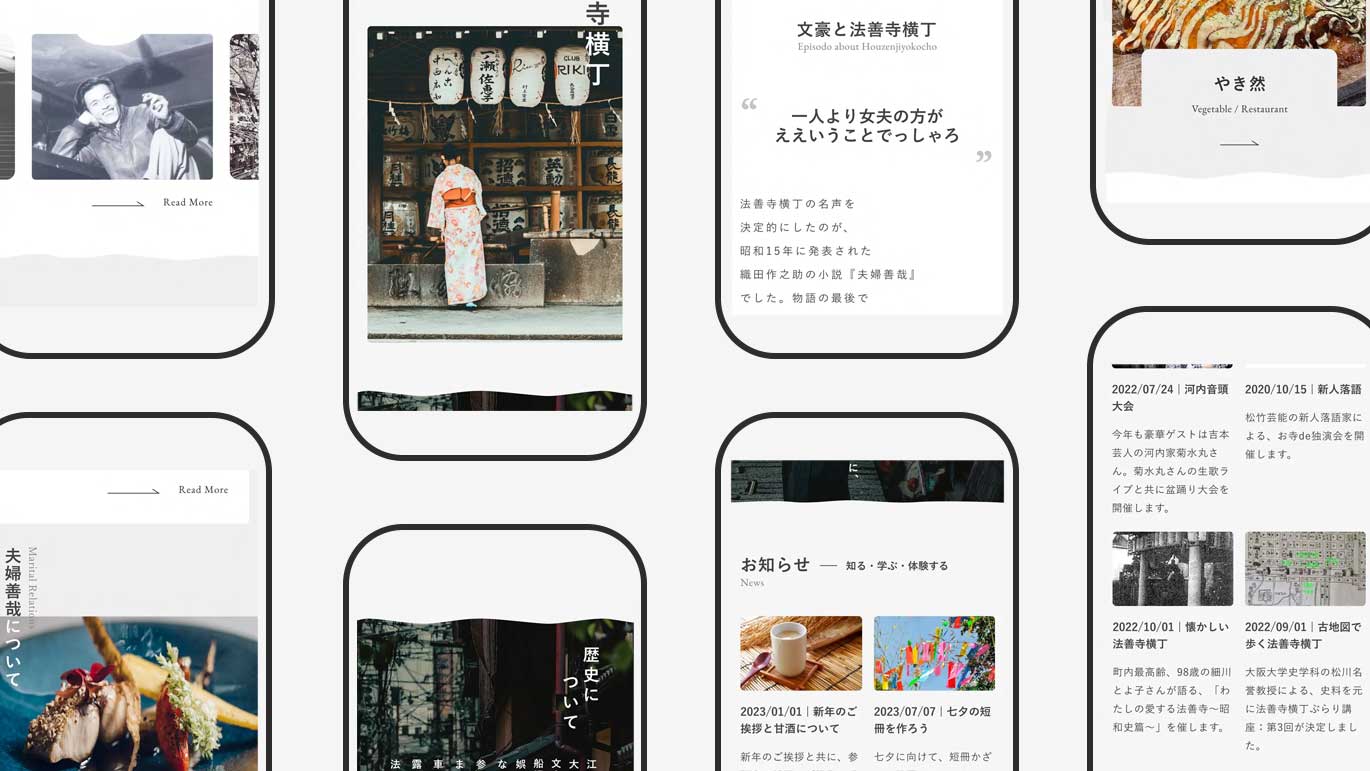 Read More
Read More
夫婦善哉について
Marital Relations
寺横丁
CLUB
RIKI
一瀬佐恵子
歴史に
ついて
法露車まま参な娯船文大江
文豪と法善寺横丁
Episodo about Houzenjiyokocho
“
一人より女夫の方が
ええいうことでっしゃろ
”
法善寺横丁の名声を
決定的にしたのが、
昭和15年に発表された
織田作之助の小説『夫婦善哉』
でした。物語の最後で
に、
お知らせ — 知る・学ぶ・体験する
News
2023/01/01｜新年のご
挨拶と甘酒について
新年のご挨拶と共に、参
2023/07/07｜七夕の短
冊を作ろう
七夕に向けて、短冊かざ
やき然
Vegetable / Restaurant
2022/07/24｜河内音頭
大会
今年も豪華ゲストは吉本
芸人の河内家菊水丸さ
ん。菊水丸さんの生歌ラ
イブと共に盆踊り大会を
開催します。
2020/10/15｜新人落語
松竹芸能の新人落語家に
よる、お寺de独演会を開
催します。
2022/10/01｜懐かしい
法善寺横丁
町内最高齢、98歳の細川
とよ子さんが語る、「わ
たしの愛する法善寺〜昭
和史篇〜」を催します。
2022/09/01｜古地図で
歩く法善寺横丁
大阪大学史学科の松川名
誉教授による、史料を元
に法善寺横丁ぶらり講
座：第3回が決定しまし
た。